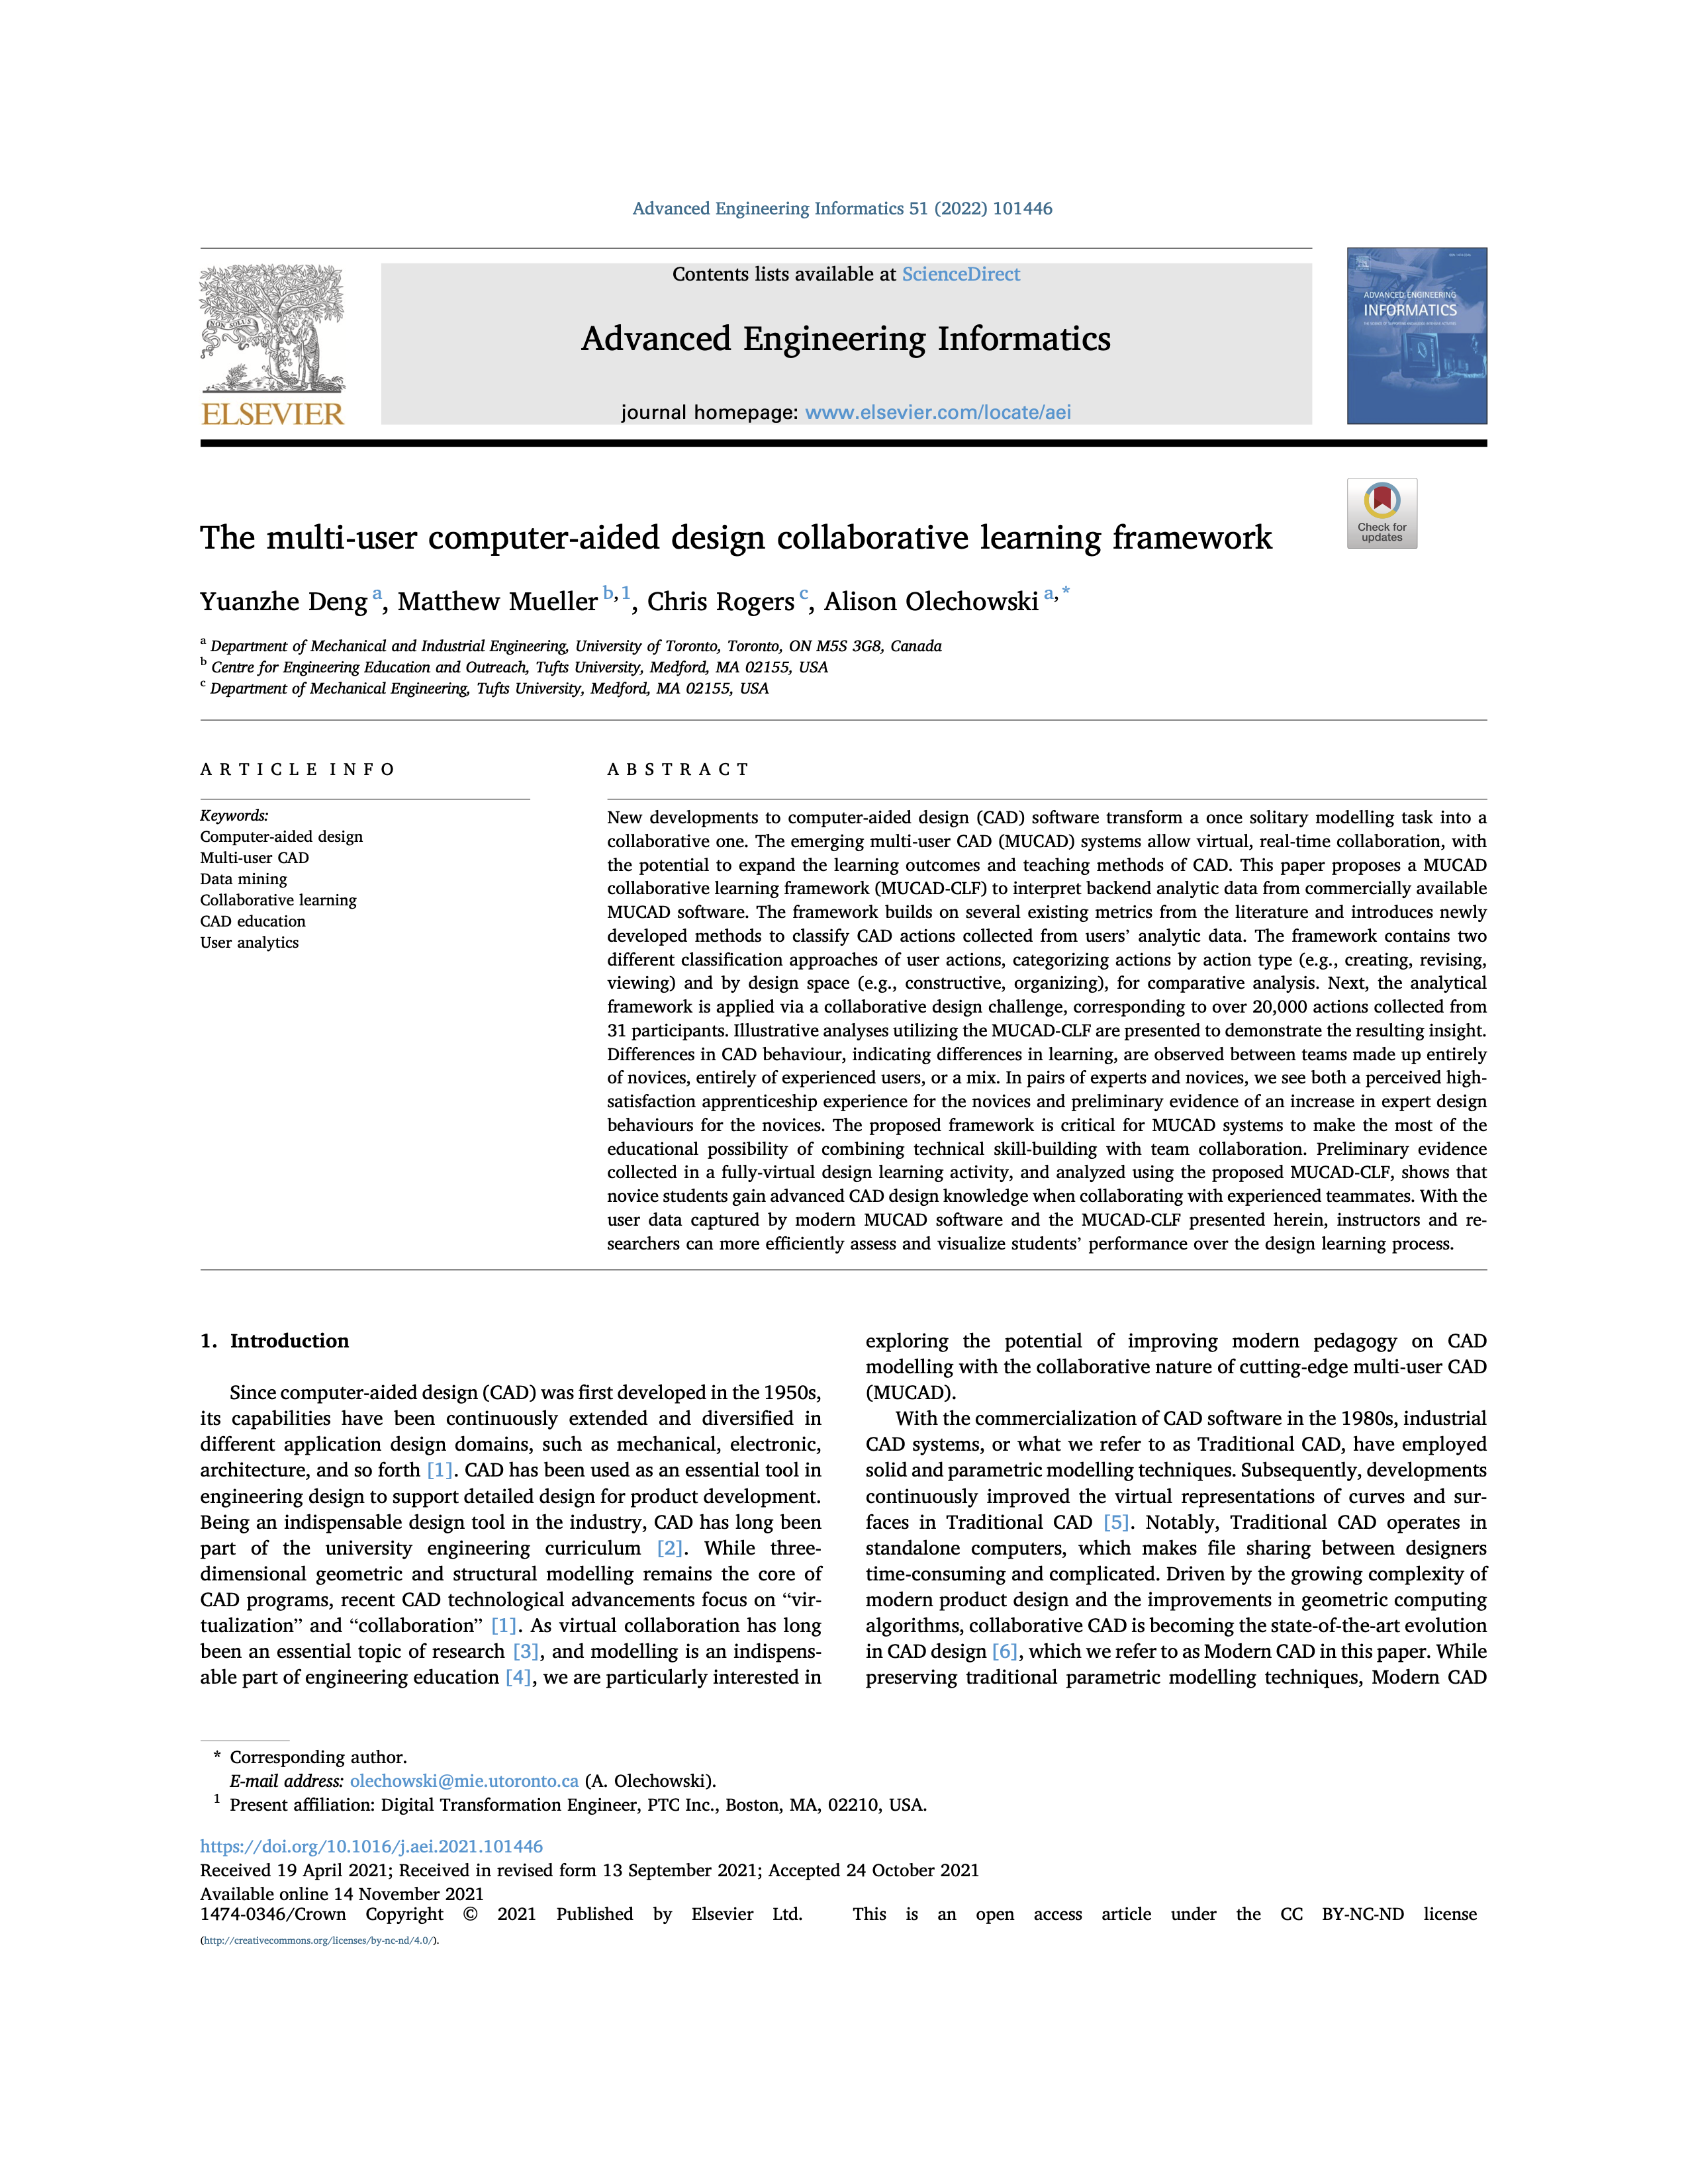 Advanced Engineering Informatics 51 (2022) 101446
Contents lists available at ScienceDirect
Advanced Engineering Informatics
journal homepage: www.elsevier.com/locate/aei
NON SOLUS
ELSEVIER
ADVANCED ENGINEERING
INFORMATICS
Check for
updates
The multi-user computer-aided design collaborative learning framework
Yuanzhe Deng a, Matthew Mueller b,1, Chris Rogers c, Alison Olechowski a,*
a Department of Mechanical and Industrial Engineering, University of Toronto, Toronto, ON M5S 3G8, Canada
b Centre for Engineering Education and Outreach, Tufts University, Medford, MA 02155, USA
c Department of Mechanical Engineering, Tufts University, Medford, MA 02155, USA
A R T I C L E I N F O
Keywords:
Computer-aided design
Multi-user CAD
Data mining
Collaborative learning
CAD education
User analytics
A B S T R A C T
New developments to computer-aided design (CAD) software transform a once solitary modelling task into a
collaborative one. The emerging multi-user CAD (MUCAD) systems allow virtual, real-time collaboration, with
the potential to expand the learning outcomes and teaching methods of CAD. This paper proposes a MUCAD
collaborative learning framework (MUCAD-CLF) to interpret backend analytic data from commercially available
MUCAD software. The framework builds on several existing metrics from the literature and introduces newly
developed methods to classify CAD actions collected from users’ analytic data. The framework contains two
different classification approaches of user actions, categorizing actions by action type (e.g., creating, revising,
viewing) and by design space (e.g., constructive, organizing), for comparative analysis. Next, the analytical
framework is applied via a collaborative design challenge, corresponding to over 20,000 actions collected from
31 participants. Illustrative analyses utilizing the MUCAD-CLF are presented to demonstrate the resulting insight.
Differences in CAD behaviour, indicating differences in learning, are observed between teams made up entirely
of novices, entirely of experienced users, or a mix. In pairs of experts and novices, we see both a perceived high-
satisfaction apprenticeship experience for the novices and preliminary evidence of an increase in expert design
behaviours for the novices. The proposed framework is critical for MUCAD systems to make the most of the
educational possibility of combining technical skill-building with team collaboration. Preliminary evidence
collected in a fully-virtual design learning activity, and analyzed using the proposed MUCAD-CLF, shows that
novice students gain advanced CAD design knowledge when collaborating with experienced teammates. With the
user data captured by modern MUCAD software and the MUCAD-CLF presented herein, instructors and re-
searchers can more efficiently assess and visualize students’ performance over the design learning process.
1. Introduction
Since computer-aided design (CAD) was first developed in the 1950s,
its capabilities have been continuously extended and diversified in
different application design domains, such as mechanical, electronic,
architecture, and so forth [1]. CAD has been used as an essential tool in
engineering design to support detailed design for product development.
Being an indispensable design tool in the industry, CAD has long been
part of the university engineering curriculum [2]. While three-
dimensional geometric and structural modelling remains the core of
CAD programs, recent CAD technological advancements focus on “vir-
tualization” and “collaboration” [1]. As virtual collaboration has long
been an essential topic of research [3], and modelling is an indispens-
able part of engineering education [4], we are particularly interested in
exploring the potential of improving modern pedagogy on CAD
modelling with the collaborative nature of cutting-edge multi-user CAD
(MUCAD).
With the commercialization of CAD software in the 1980s, industrial
CAD systems, or what we refer to as Traditional CAD, have employed
solid and parametric modelling techniques. Subsequently, developments
continuously improved the virtual representations of curves and sur-
faces in Traditional CAD [5]. Notably, Traditional CAD operates in
standalone computers, which makes file sharing between designers
time-consuming and complicated. Driven by the growing complexity of
modern product design and the improvements in geometric computing
algorithms, collaborative CAD is becoming the state-of-the-art evolution
in CAD design [6], which we refer to as Modern CAD in this paper. While
preserving traditional parametric modelling techniques, Modern CAD
* Corresponding author.
E-mail address: olechowski@mie.utoronto.ca (A. Olechowski).
1 Present affiliation: Digital Transformation Engineer, PTC Inc., Boston, MA, 02210, USA.
https://doi.org/10.1016/j.aei.2021.101446
Received 19 April 2021; Received in revised form 13 September 2021; Accepted 24 October 2021
Available online 14 November 2021
1474-0346/Crown Copyright © 2021 Published by Elsevier Ltd. This is an open access article under the CC BY-NC-ND license
(http://creativecommons.org/licenses/by-nc-nd/4.0/).